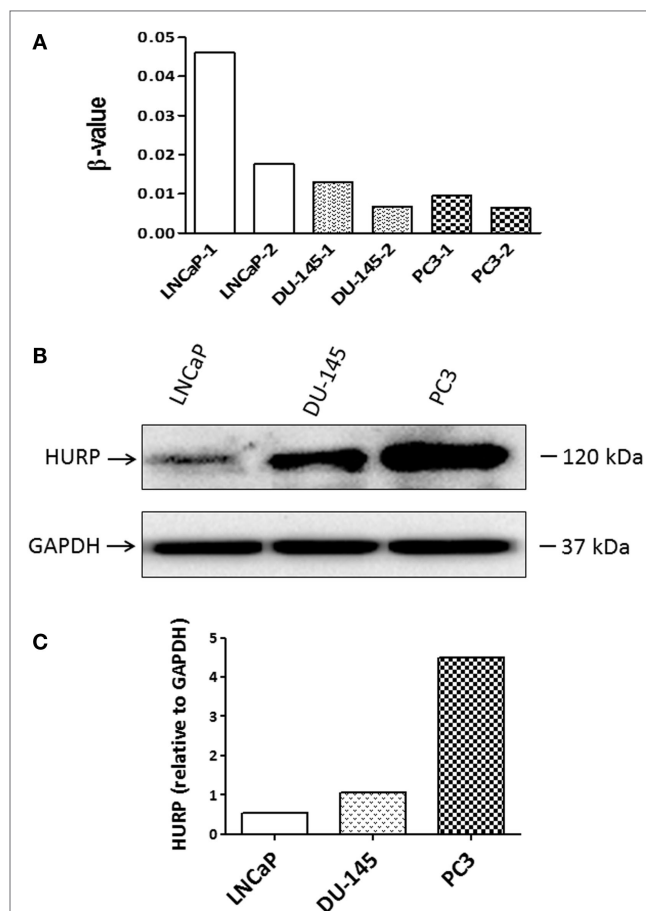 A
β-value
0.05
0.04
0.03
0.02
0.01
0.00
LNCaP-1
LNCaP-2
DU-145-1
DU-145-2
PC3-1
PC3-2
B
LNCaP
DU-145
PC3
HURP → – 120 kDa
GAPDH → – 37 kDa
C
HURP (relative to GAPDH)
5
4
3
2
1
0
LNCaP
DU-145
PC3